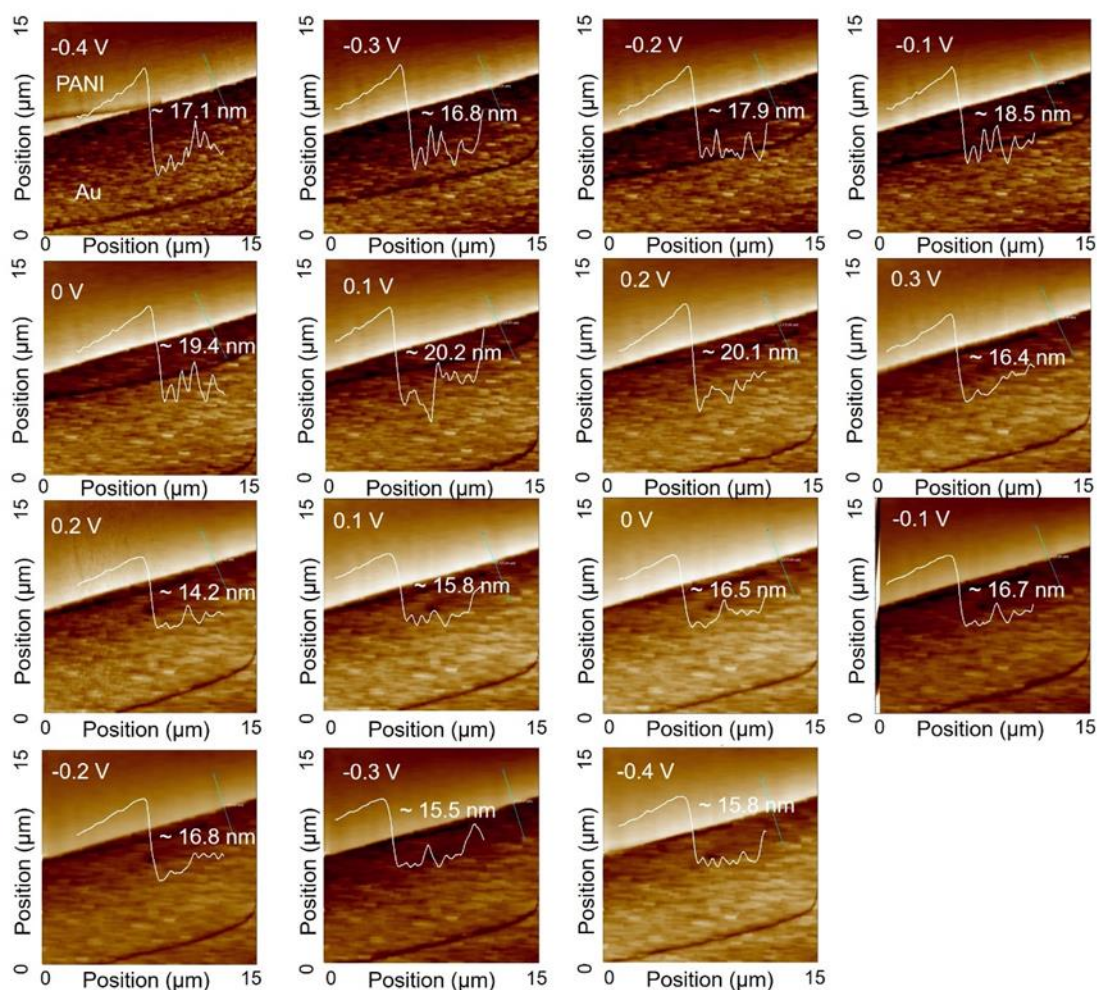 15
-0.4 V
PANI
~ 17.1 nm
Au
Position (µm)
0
0
Position (µm)
15
15
-0.3 V
~ 16.8 nm
Position (µm)
0
0
Position (µm)
15
15
-0.2 V
~ 17.9 nm
Position (µm)
0
0
Position (µm)
15
15
-0.1 V
~ 18.5 nm
Position (µm)
0
0
Position (µm)
15
15
0 V
~ 19.4 nm
Position (µm)
0
0
Position (µm)
15
15
0.1 V
~ 20.2 nm
Position (µm)
0
0
Position (µm)
15
15
0.2 V
~ 20.1 nm
Position (µm)
0
0
Position (µm)
15
15
0.3 V
~ 16.4 nm
Position (µm)
0
0
Position (µm)
15
15
0.2 V
~ 14.2 nm
Position (µm)
0
0
Position (µm)
15
15
0.1 V
~ 15.8 nm
Position (µm)
0
0
Position (µm)
15
15
0 V
~ 16.5 nm
Position (µm)
0
0
Position (µm)
15
15
-0.1 V
~ 16.7 nm
Position (µm)
0
0
Position (µm)
15
15
-0.2 V
~ 16.8 nm
Position (µm)
0
0
Position (µm)
15
15
-0.3 V
~ 15.5 nm
Position (µm)
0
0
Position (µm)
15
15
-0.4 V
~ 15.8 nm
Position (µm)
0
0
Position (µm)
15